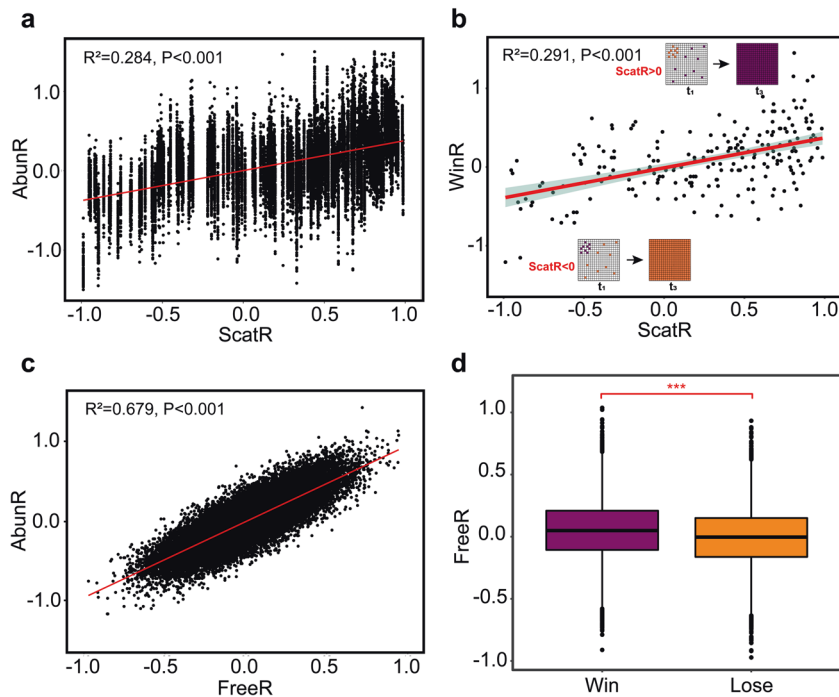 a
R²=0.284, P<0.001
AbunR
1.0
0.0
-1.0
-1.0
-0.5
0.0
0.5
1.0
ScatR
b
R²=0.291, P<0.001
ScatR>0
t₁
t₃
WinR
1
0
-1
ScatR<0
t₁
t₃
-1.0
-0.5
0.0
0.5
1.0
ScatR
c
R²=0.679, P<0.001
AbunR
1.0
0.0
-1.0
-1.0
-0.5
0.0
0.5
1.0
FreeR
d
***
FreeR
1.0
0.5
0.0
-0.5
-1.0
Win
Lose